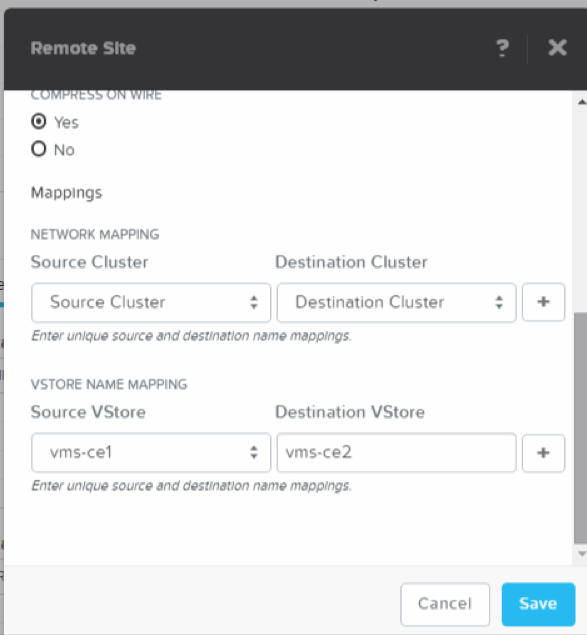 Remote Site
?
COMPRESS ON WIRE
Yes
No
Mappings
NETWORK MAPPING
Source Cluster Destination Cluster
Source Cluster Destination Cluster +
Enter unique source and destination name mappings.
VSTORE NAME MAPPING
Source VStore Destination VStore
vms-ce1 vms-ce2 +
Enter unique source and destination name mappings.
Cancel Save